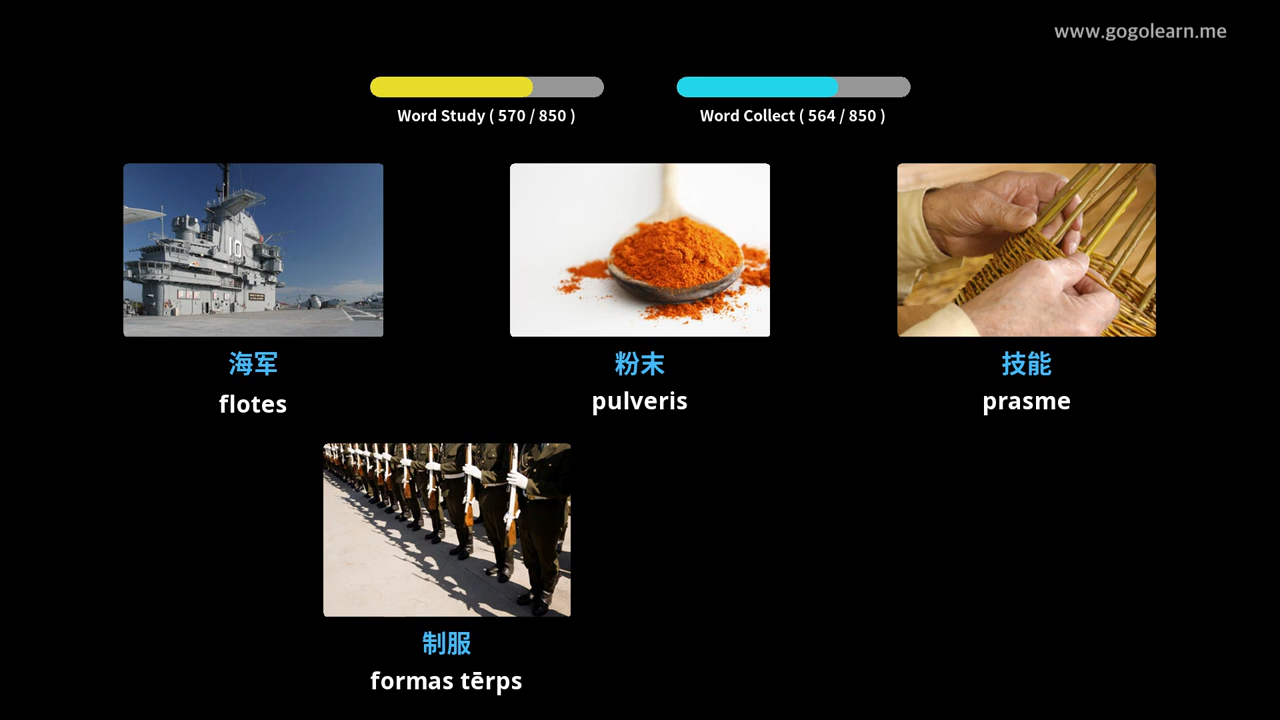 www.gogolearn.me
Word Study ( 570 / 850 )
Word Collect ( 564 / 850 )
10
海军
flotes
粉末
pulveris
技能
prasme
制服
formas tērps